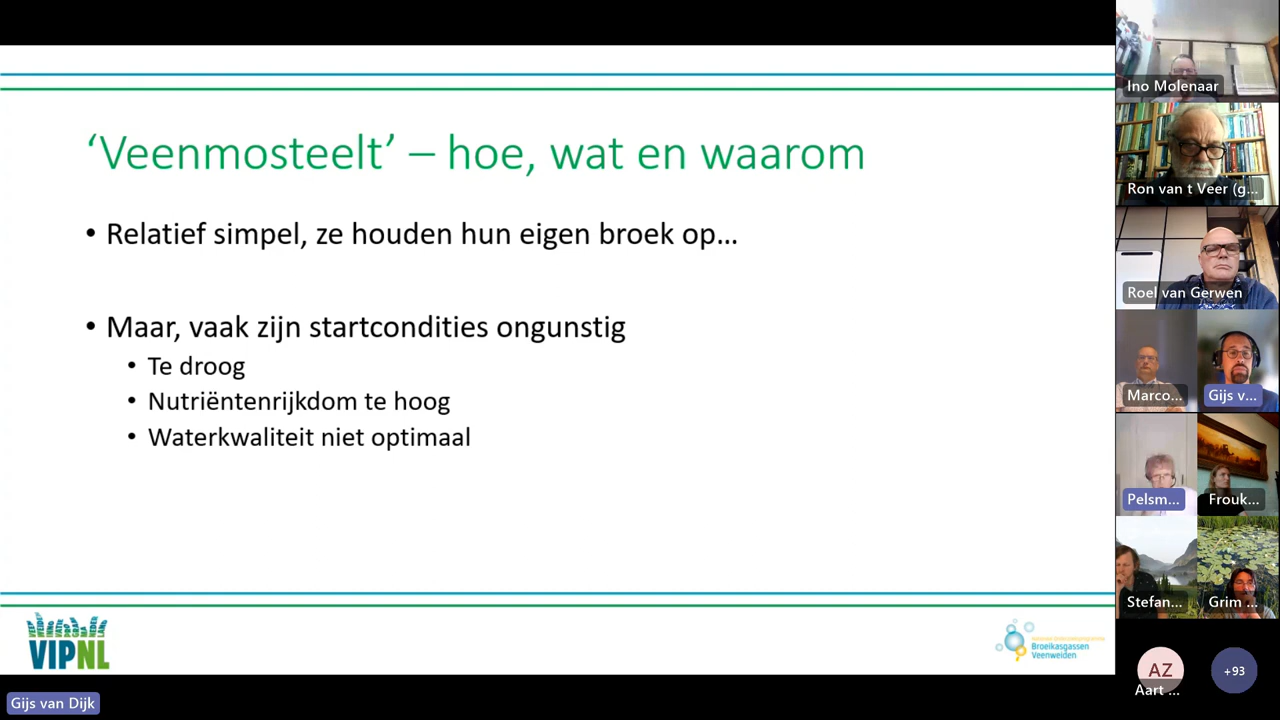 ‘Veenmosteelt’ – hoe, wat en waarom
• Relatief simpel, ze houden hun eigen broek op...
• Maar, vaak zijn startcondities ongunstig
• Te droog
• Nutriëntenrijkdom te hoog
• Waterkwaliteit niet optimaal
VIPNL
Broeikasgassen
Veenweiden
Gijs van Dijk
Ino Molenaar
Ron van t Veer (g...
Roel van Gerwen
Marco...
Gijs v...
Pelsm...
Frouk...
Stefan...
Grim ...
AZ
Aart ...
+93